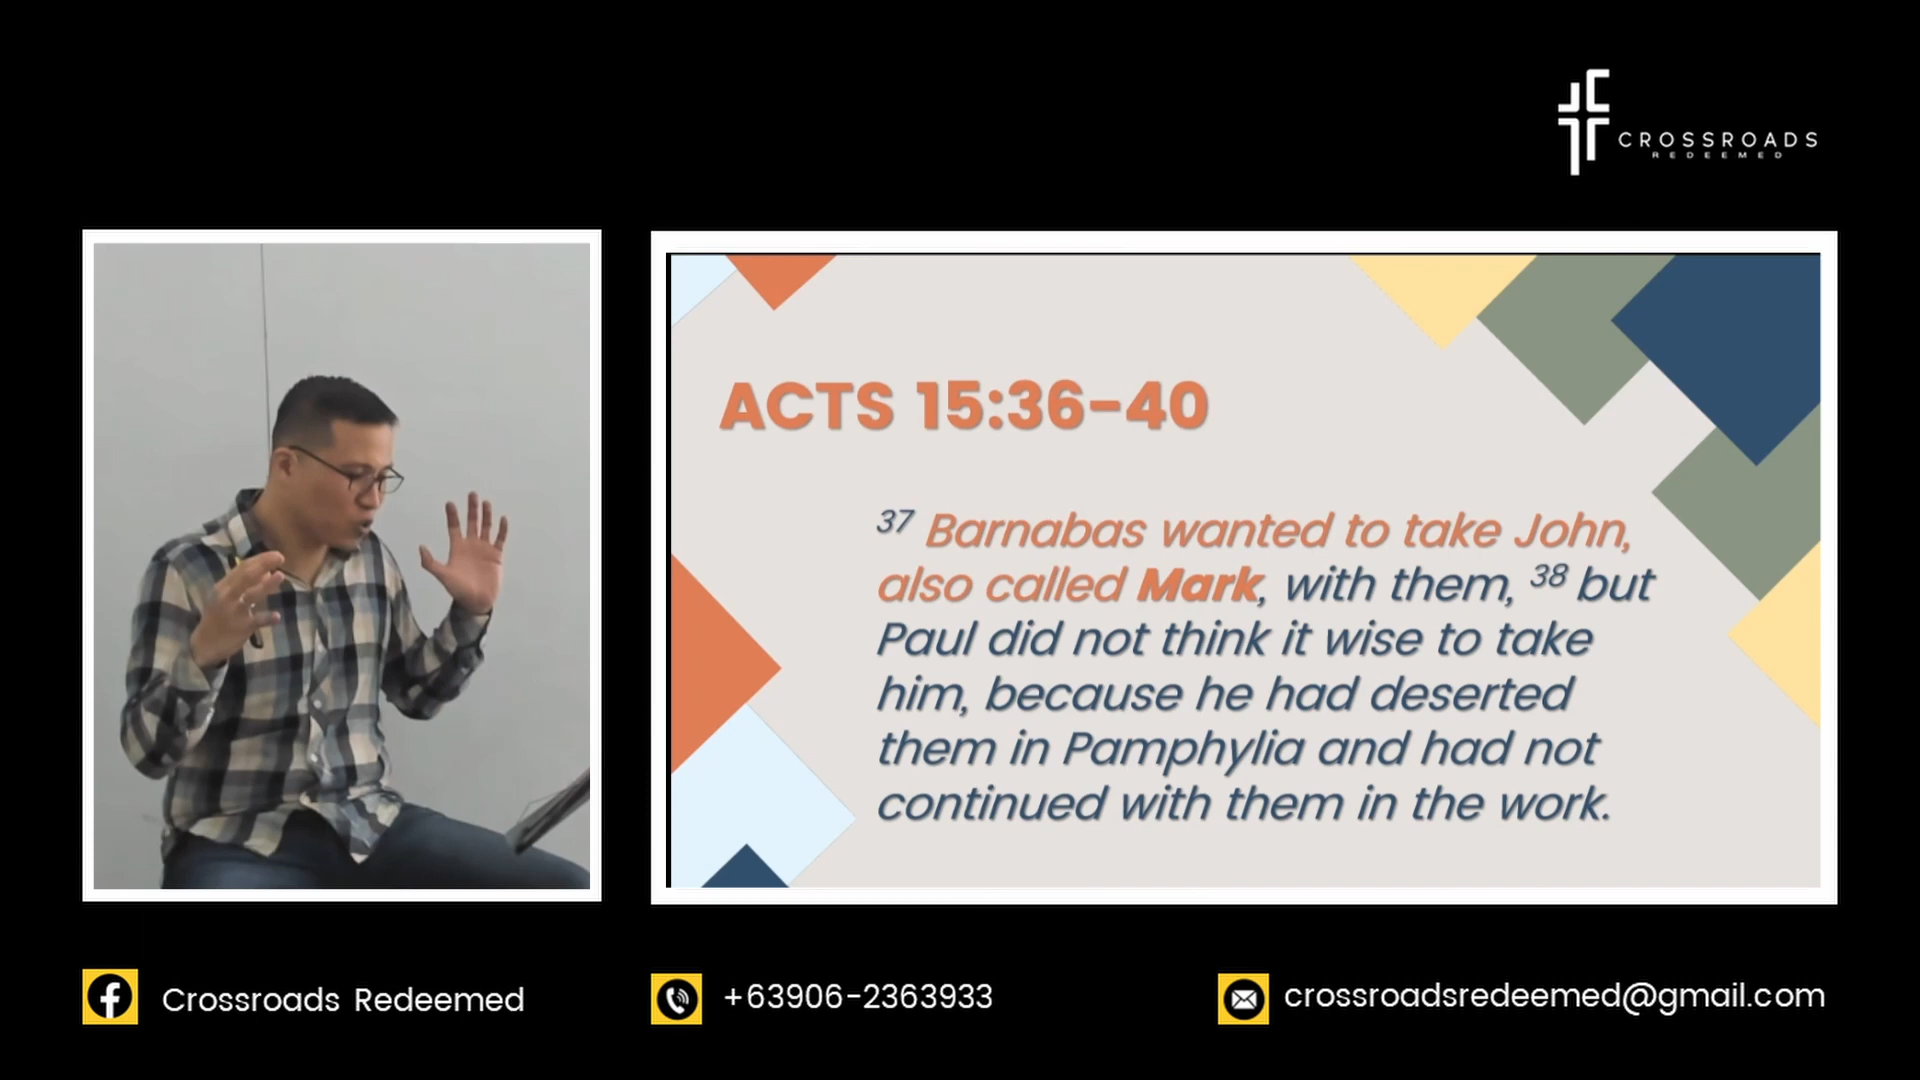 CROSSROADS
REDEEMED
ACTS 15:36-40
37 Barnabas wanted to take John,
also called Mark, with them, 38 but
Paul did not think it wise to take
him, because he had deserted
them in Pamphylia and had not
continued with them in the work.
Crossroads Redeemed
+63906-2363933
crossroadsredeemed@gmail.com